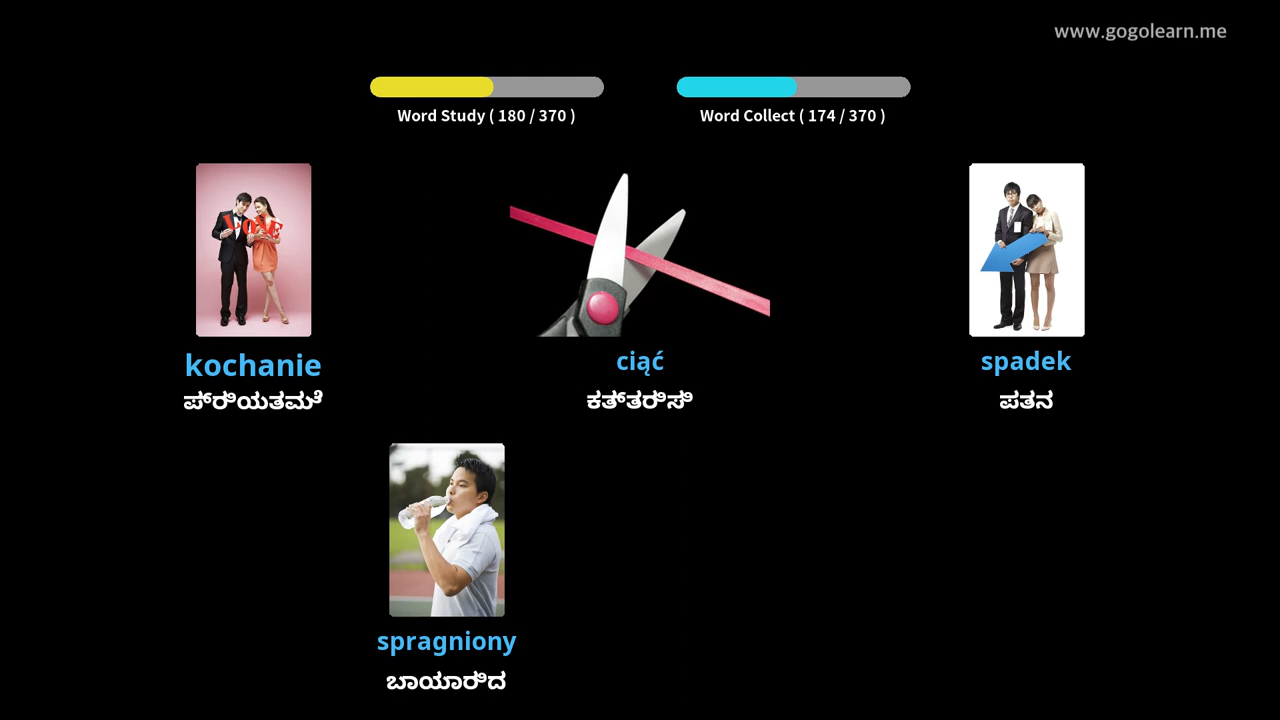 www.gogolearn.me
Word Study ( 180 / 370 )
Word Collect ( 174 / 370 )
kochanie
ಪ್ರಿಯತಮೆ
ciąć
ಕತ್ತರಿಸಿ
spadek
ಪತನ
spragniony
ಬಾಯಾರಿದ